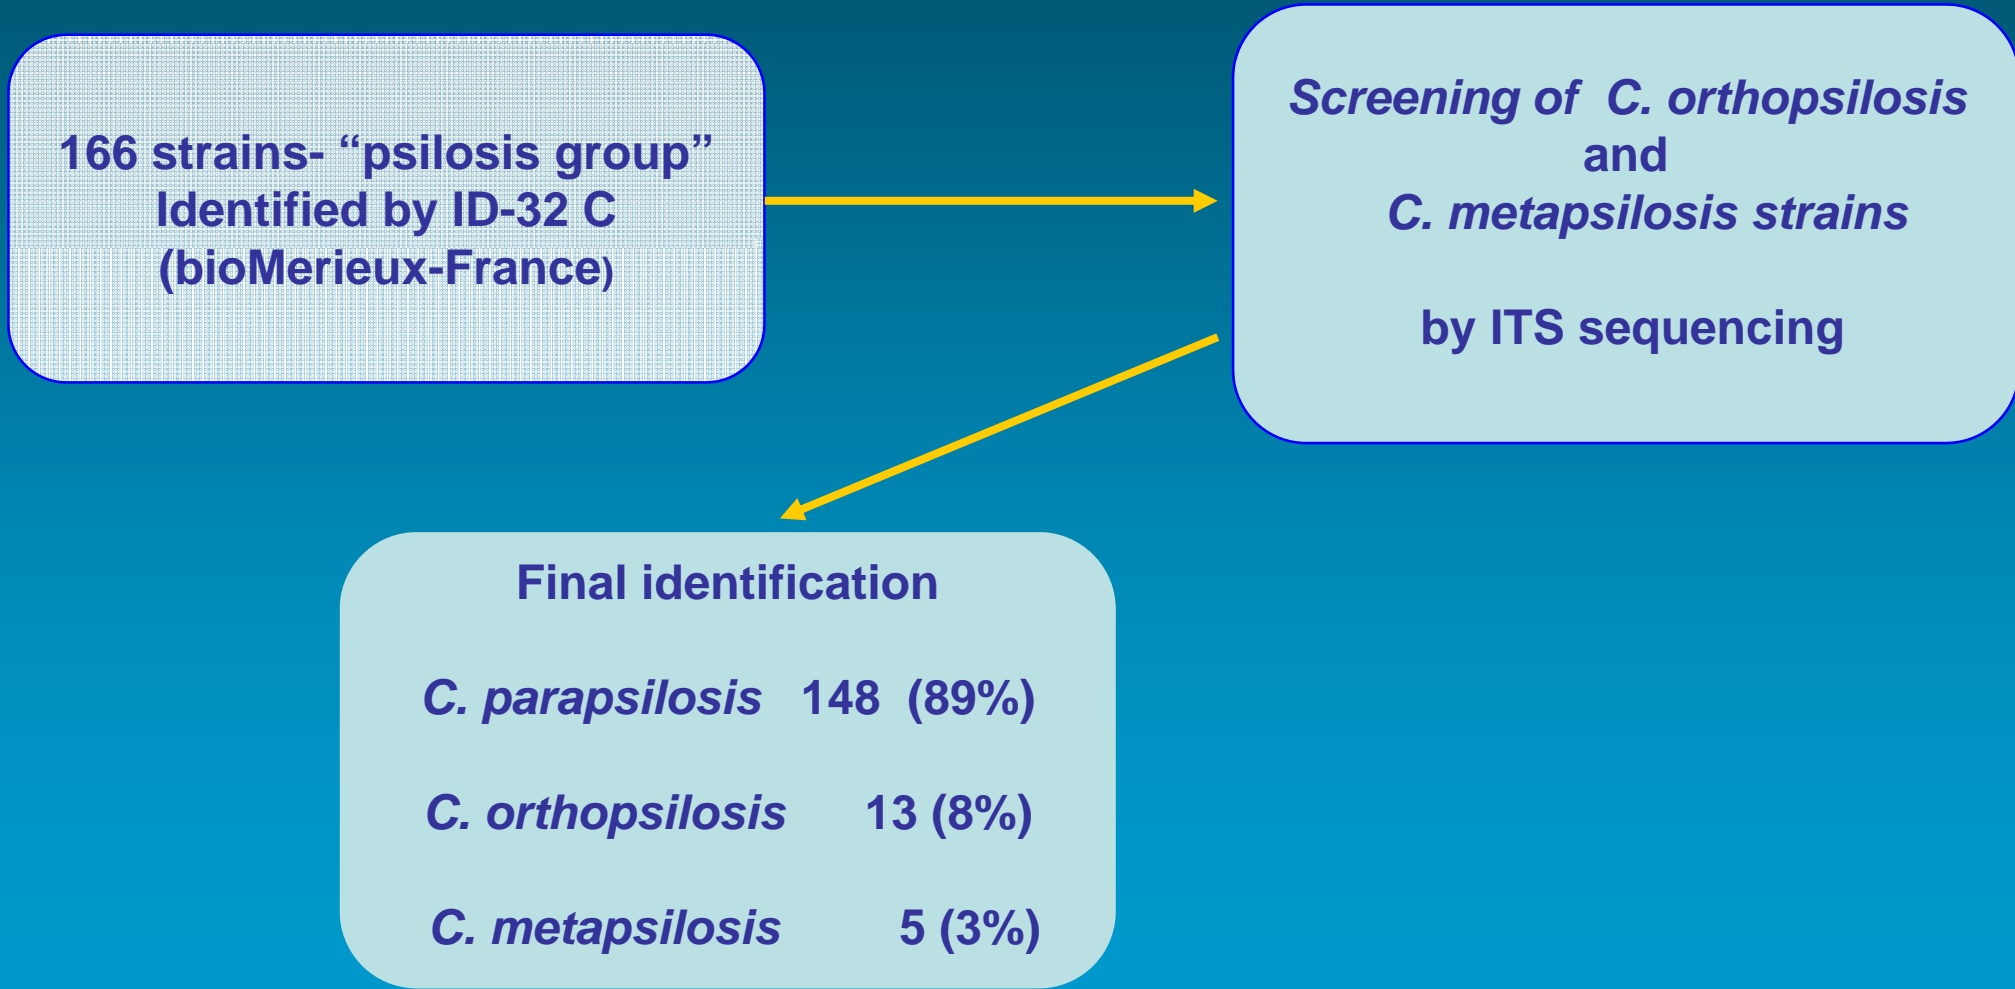 166 strains- “psilosis group”
Identified by ID-32 C
(bioMerieux-France)
Screening of C. orthopsilosis
and
C. metapsilosis strains
by ITS sequencing
Final identification
C. parapsilosis 148 (89%)
C. orthopsilosis 13 (8%)
C. metapsilosis 5 (3%)